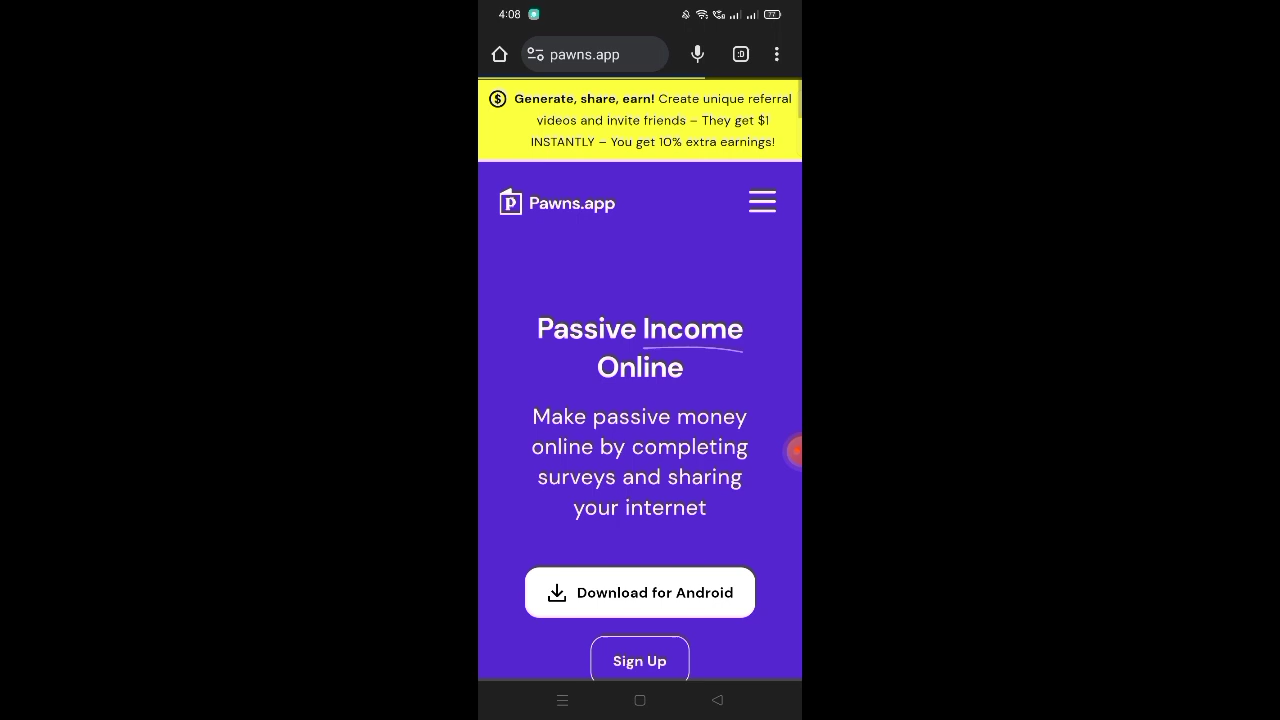 4:08
77
pawns.app
:D
$ Generate, share, earn! Create unique referral
videos and invite friends – They get $1
INSTANTLY – You get 10% extra earnings!
p Pawns.app
Passive Income
Online
Make passive money
online by completing
surveys and sharing
your internet
Download for Android
Sign Up